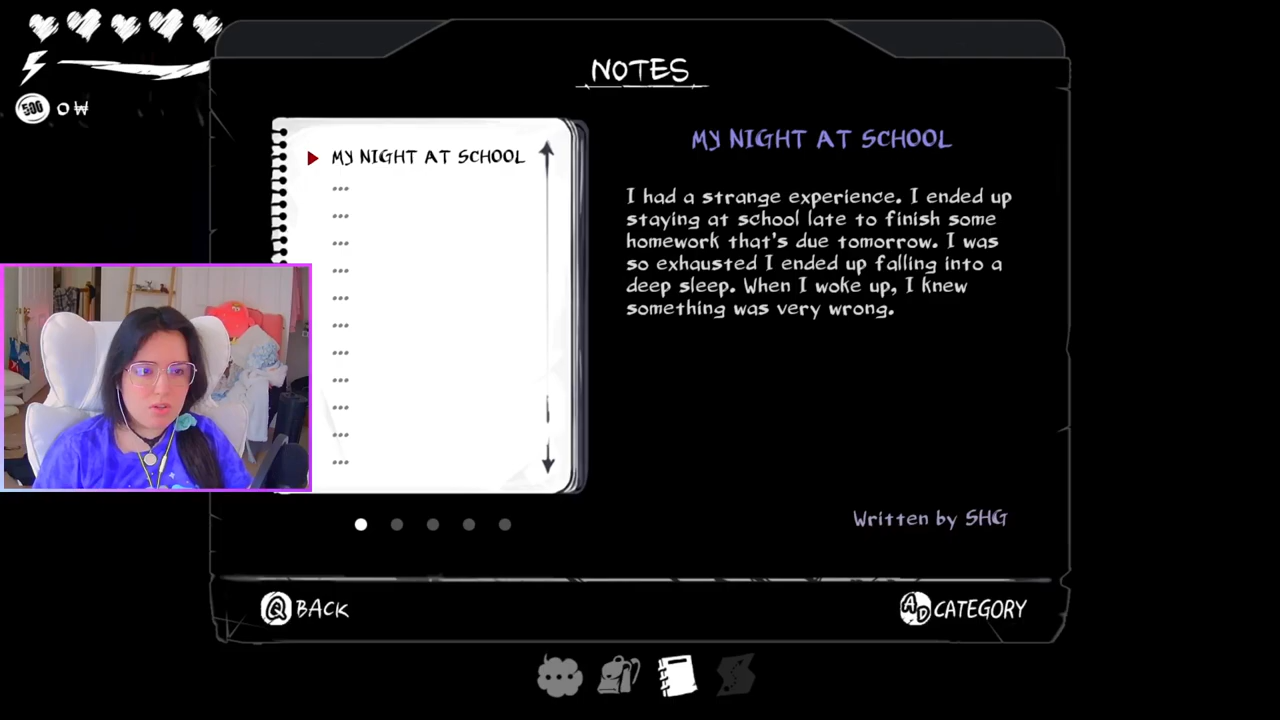 500 0₩
NOTES
MY NIGHT AT SCHOOL
...
...
...
...
...
...
...
...
...
...
...
MY NIGHT AT SCHOOL
I had a strange experience. I ended up
staying at school late to finish some
homework that's due tomorrow. I was
so exhausted I ended up falling into a
deep sleep. When I woke up, I knew
something was very wrong.
Written by SHG
Q BACK
A D CATEGORY